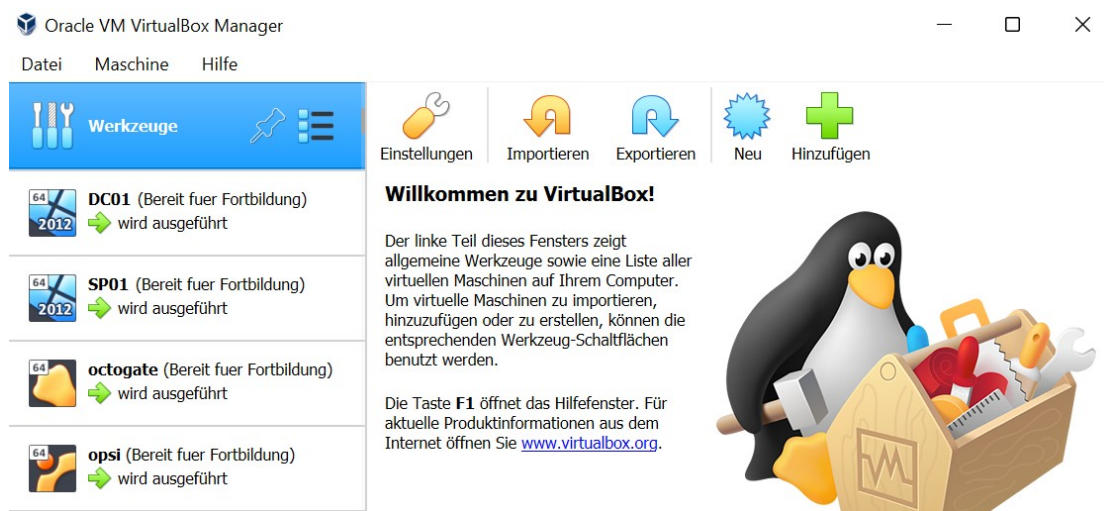 Oracle VM VirtualBox Manager
Datei Maschine Hilfe
Werkzeuge
Einstellungen Importieren Exportieren Neu Hinzufügen
64 2012
DC01 (Bereit fuer Fortbildung)
wird ausgeführt
64 2012
SP01 (Bereit fuer Fortbildung)
wird ausgeführt
64
octogate (Bereit fuer Fortbildung)
wird ausgeführt
64
opsi (Bereit fuer Fortbildung)
wird ausgeführt
Willkommen zu VirtualBox!
Der linke Teil dieses Fensters zeigt
allgemeine Werkzeuge sowie eine Liste aller
virtuellen Maschinen auf Ihrem Computer.
Um virtuelle Maschinen zu importieren,
hinzuzufügen oder zu erstellen, können die
entsprechenden Werkzeug-Schaltflächen
benutzt werden.
Die Taste F1 öffnet das Hilfefenster. Für
aktuelle Produktinformationen aus dem
Internet öffnen Sie www.virtualbox.org.